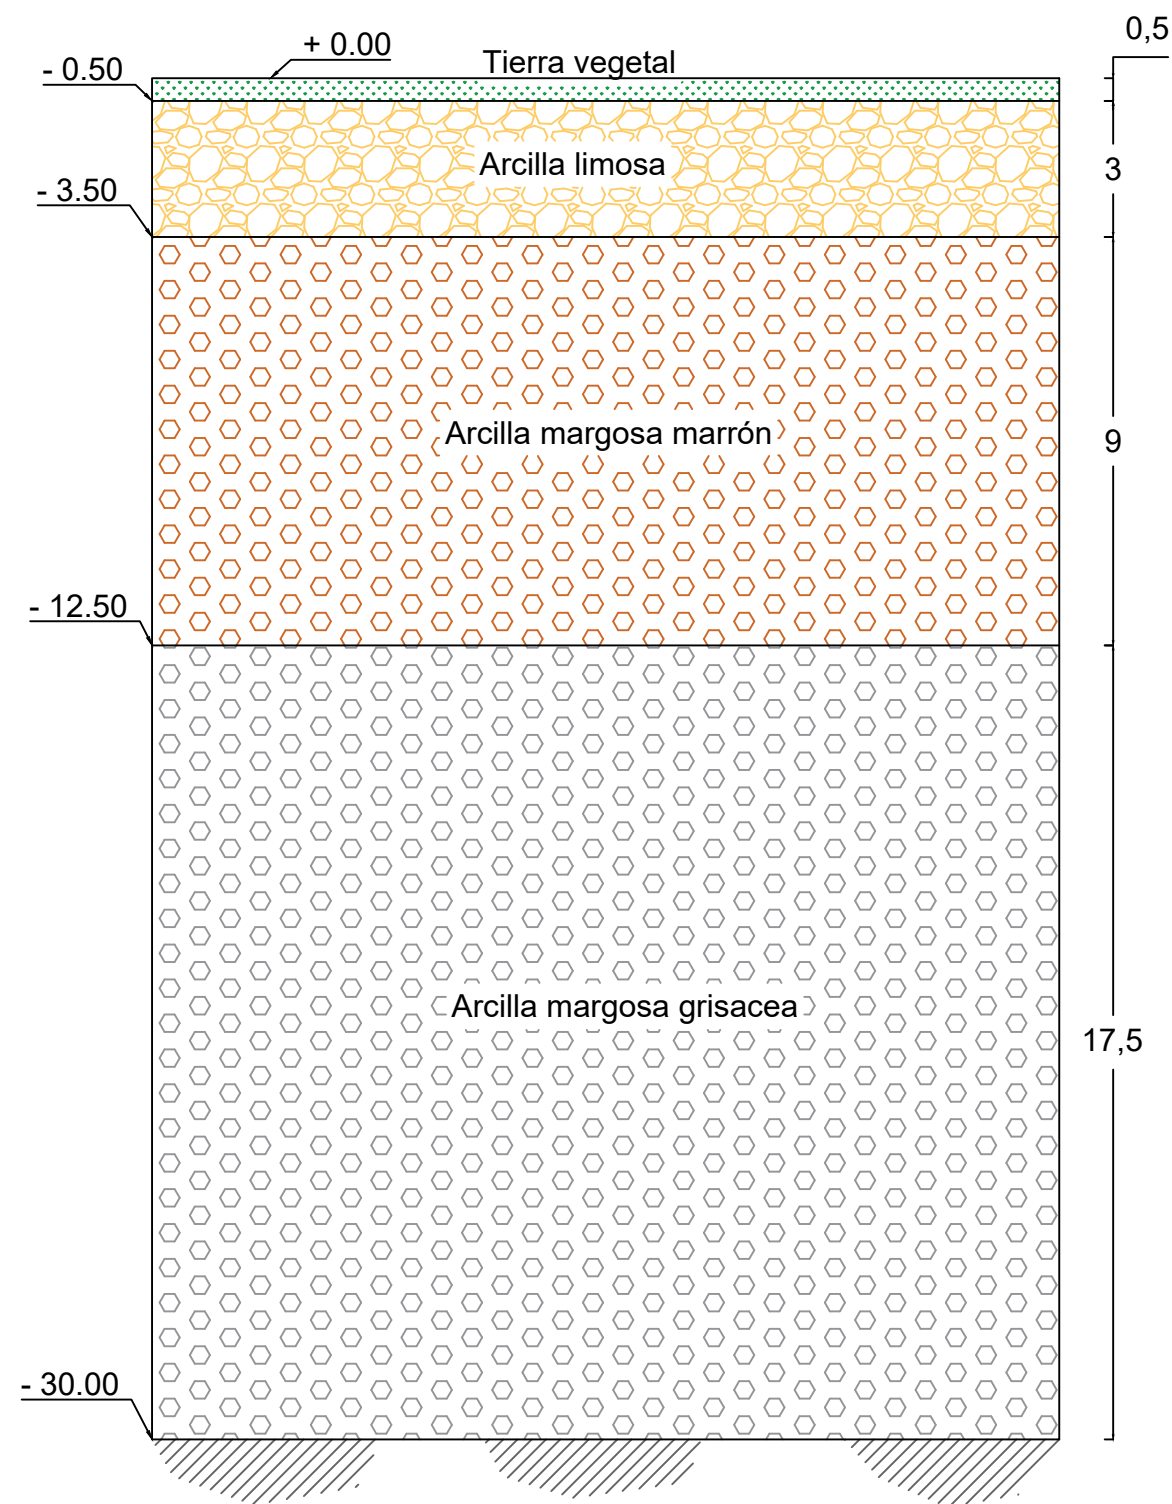 0,5
+ 0.00
Tierra vegetal
- 0.50
Arcilla limosa
3
- 3.50
Arcilla margosa marrón
9
- 12.50
Arcilla margosa grisacea
17,5
- 30.00